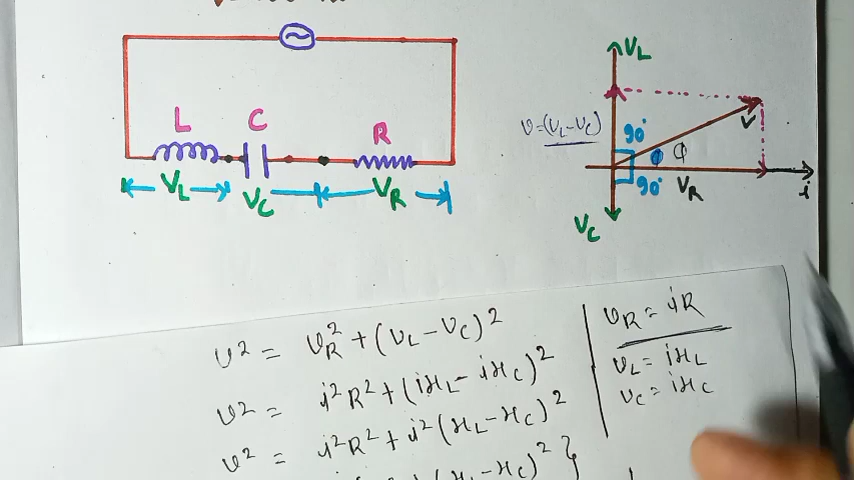 L C R
V_L V_C V_R
V_L
V=(V_L-V_C)
90° V
φ
90° V_R i
V_C
v² = v_R² + (v_L - v_C)²
v² = i²R² + (ix_L - ix_C)²
v² = i²R² + i²(x_L - x_C)²
v_R = iR
v_L = ix_L
v_C = ix_C